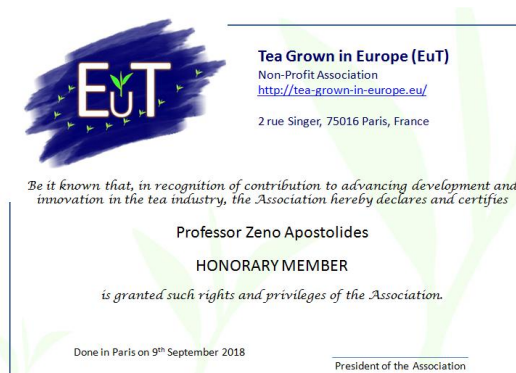 EuT
Tea Grown in Europe (EuT)
Non-Profit Association
http://tea-grown-in-europe.eu/
2 rue Singer, 75016 Paris, France
Be it known that, in recognition of contribution to advancing development and
innovation in the tea industry, the Association hereby declares and certifies
Professor Zeno Apostolides
HONORARY MEMBER
is granted such rights and privileges of the Association.
Done in Paris on 9th September 2018
President of the Association